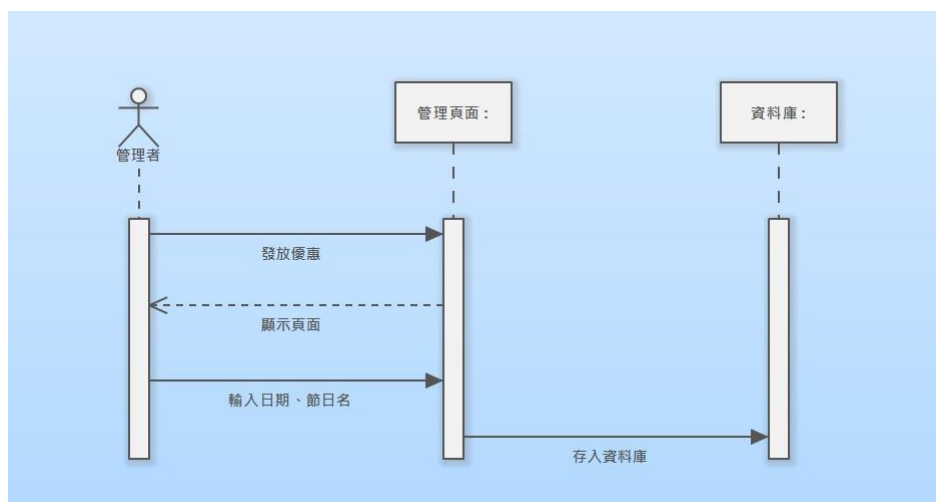 管理者
管理頁面：
資料庫：
發放優惠
顯示頁面
輸入日期、節日名
存入資料庫